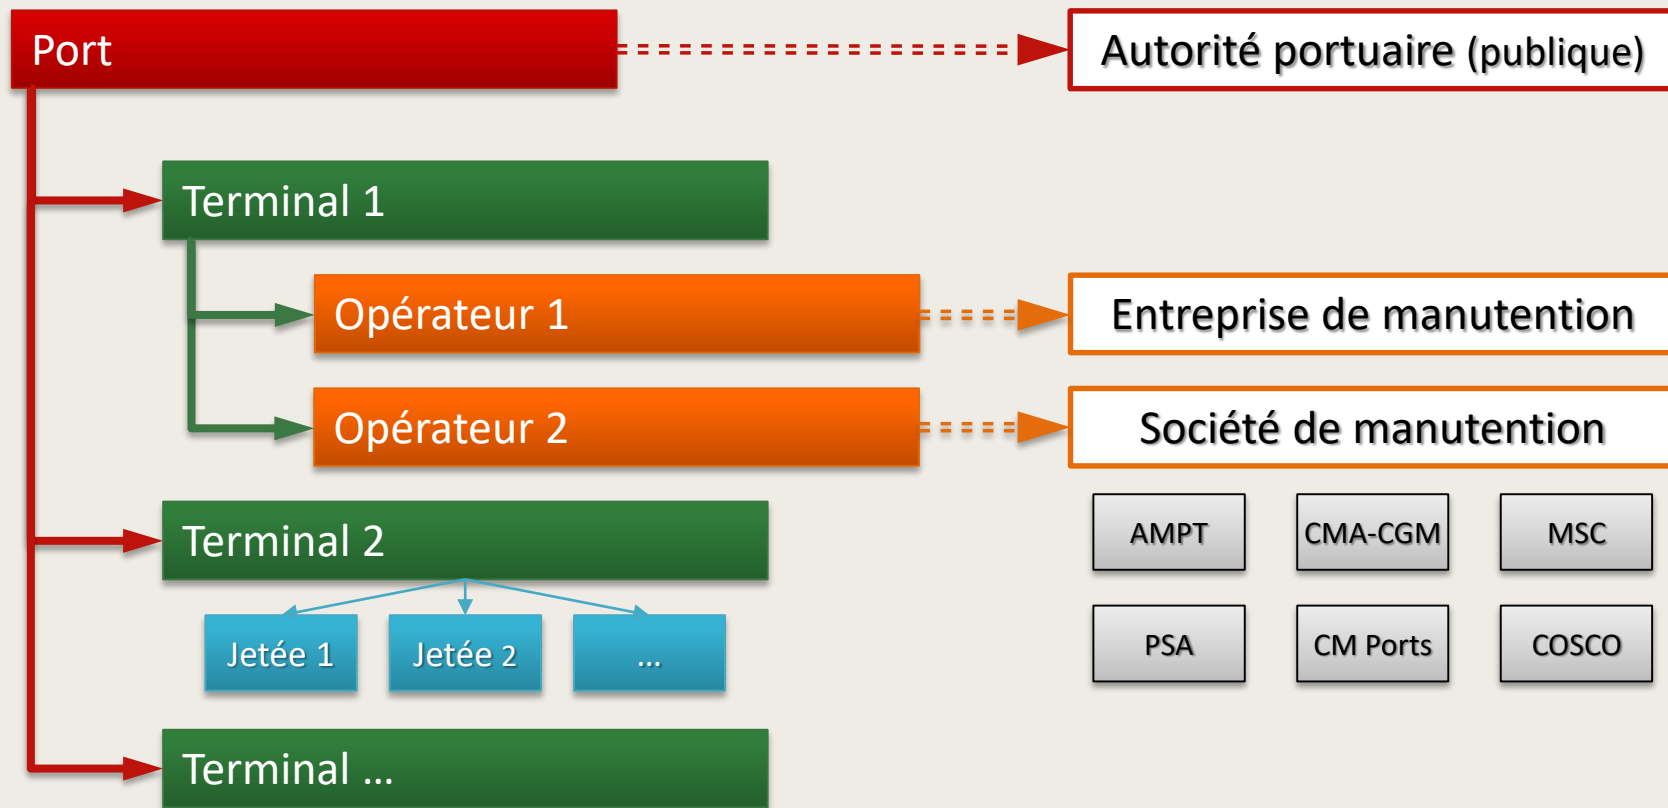 Port
Autorité portuaire (publique)
Terminal 1
Opérateur 1
Entreprise de manutention
Opérateur 2
Société de manutention
Terminal 2
AMPT
CMA-CGM
MSC
Jetée 1
Jetée 2
...
PSA
CM Ports
COSCO
Terminal ...